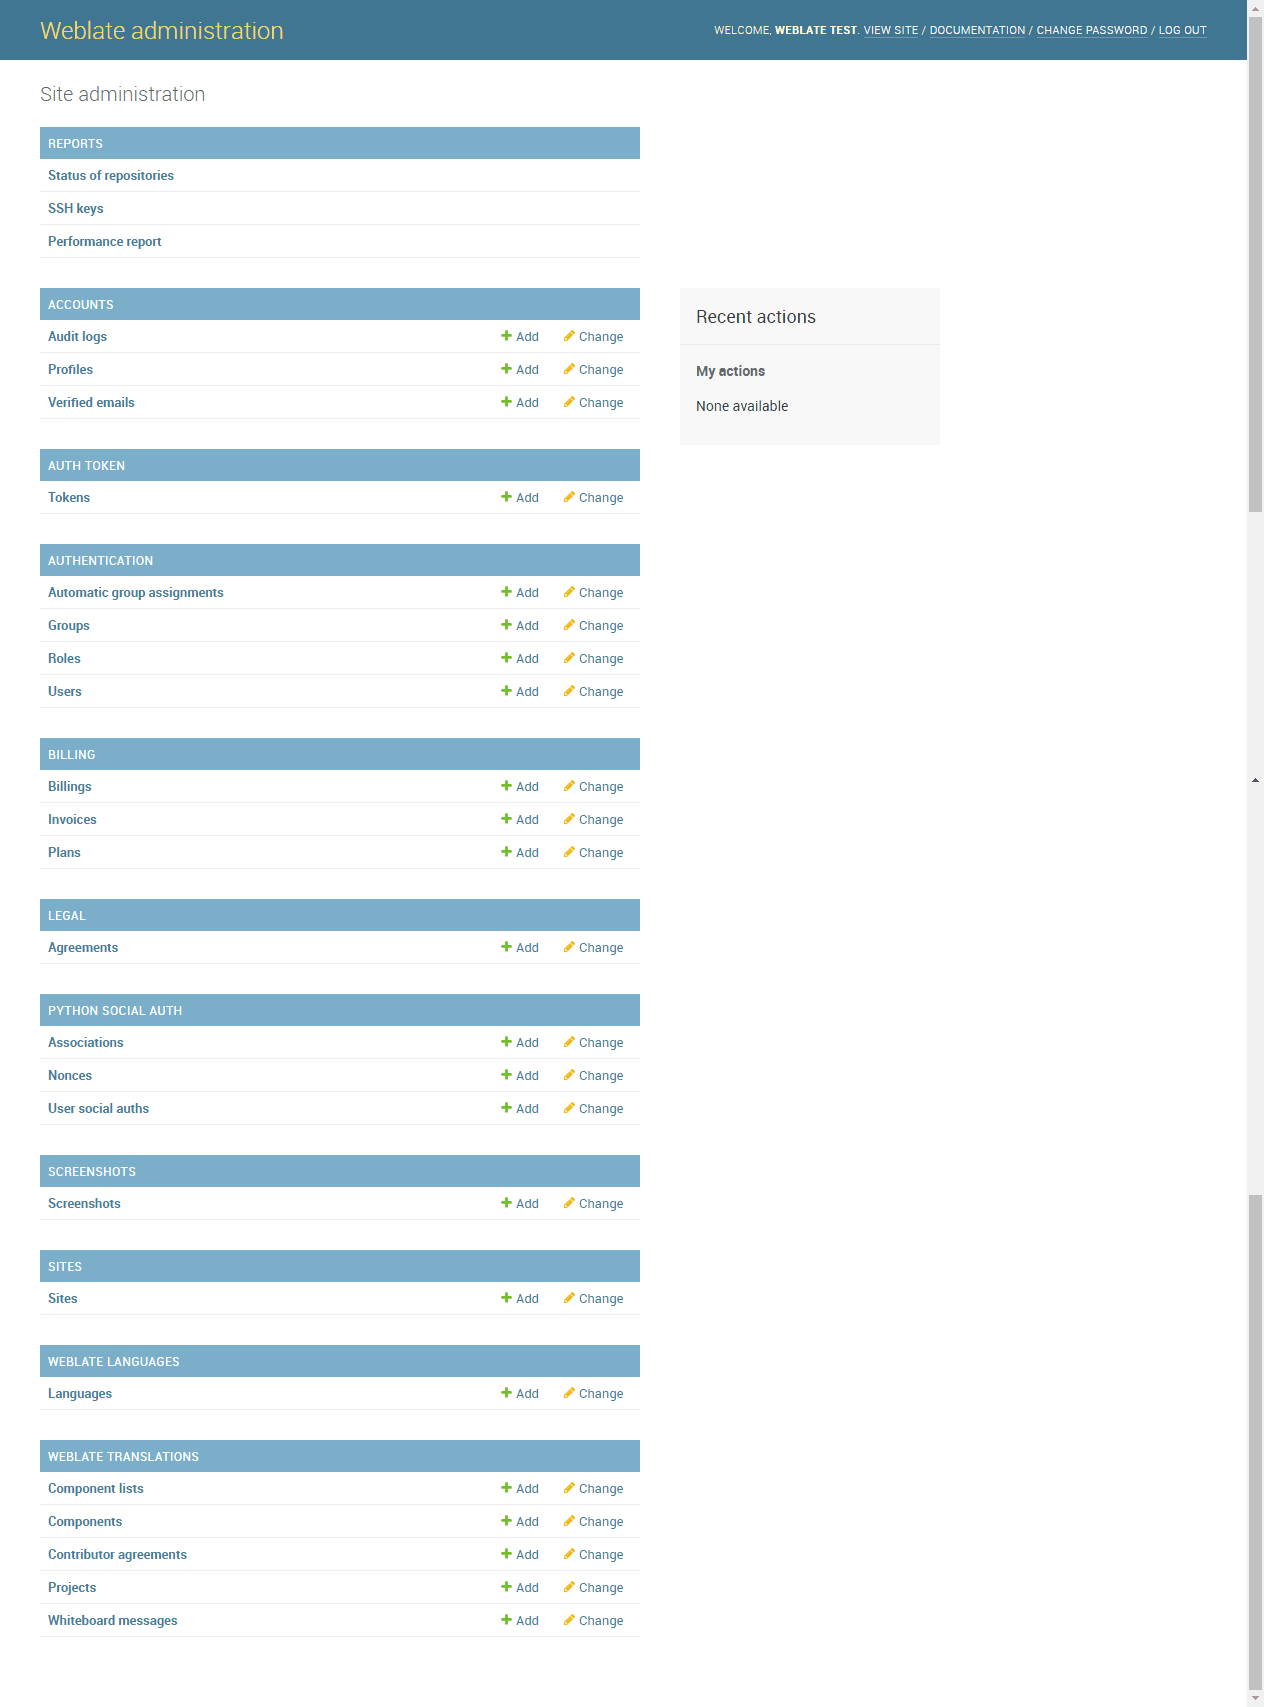 Weblate administration
WELCOME, WEBLATE TEST. VIEW SITE / DOCUMENTATION / CHANGE PASSWORD / LOG OUT
Site administration
REPORTS
Status of repositories
SSH keys
Performance report
ACCOUNTS
Audit logs Add Change
Profiles Add Change
Verified emails Add Change
Recent actions
My actions
None available
AUTH TOKEN
Tokens Add Change
AUTHENTICATION
Automatic group assignments Add Change
Groups Add Change
Roles Add Change
Users Add Change
BILLING
Billings Add Change
Invoices Add Change
Plans Add Change
LEGAL
Agreements Add Change
PYTHON SOCIAL AUTH
Associations Add Change
Nonces Add Change
User social auths Add Change
SCREENSHOTS
Screenshots Add Change
SITES
Sites Add Change
WEBLATE LANGUAGES
Languages Add Change
WEBLATE TRANSLATIONS
Component lists Add Change
Components Add Change
Contributor agreements Add Change
Projects Add Change
Whiteboard messages Add Change